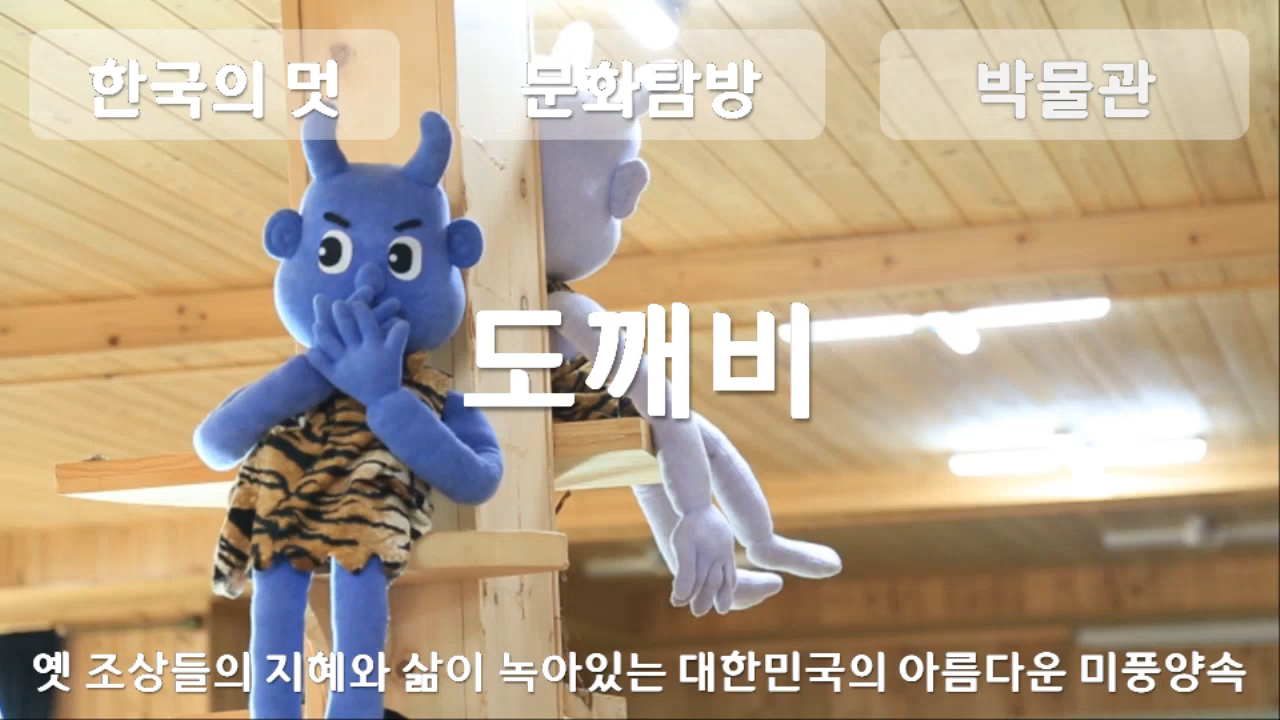 한국의 멋
문화탐방
박물관
도깨비
옛 조상들의 지혜와 삶이 녹아있는 대한민국의 아름다운 미풍양속